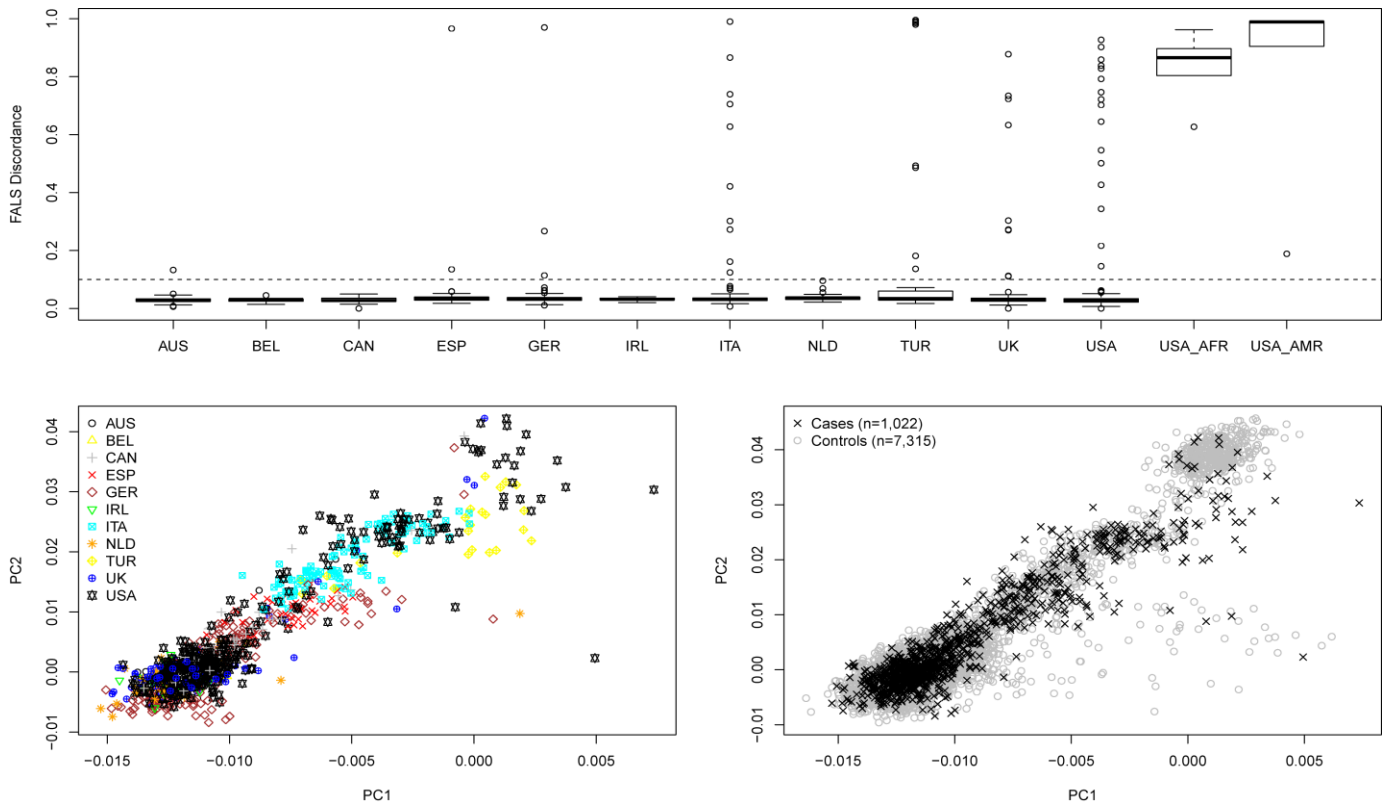 FALS Discordance
1.0
0.8
0.6
0.4
0.2
0.0
AUS BEL CAN ESP GER IRL ITA NLD TUR UK USA USA_AFR USA_AMR
PC2
0.04
0.03
0.02
0.01
0.00
−0.01
AUS
BEL
CAN
ESP
GER
IRL
ITA
NLD
TUR
UK
USA
−0.015 −0.010 −0.005 0.000 0.005
PC1
PC2
0.04
0.03
0.02
0.01
0.00
−0.01
Cases (n=1,022)
Controls (n=7,315)
−0.015 −0.010 −0.005 0.000 0.005
PC1